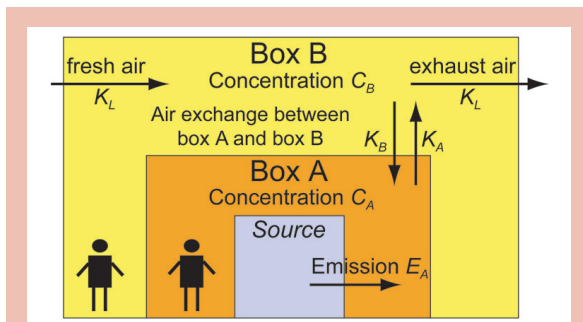 Box B
Concentration C_B
fresh air
K_L
exhaust air
K_L
Air exchange between
box A and box B
K_B
K_A
Box A
Concentration C_A
Source
Emission E_A